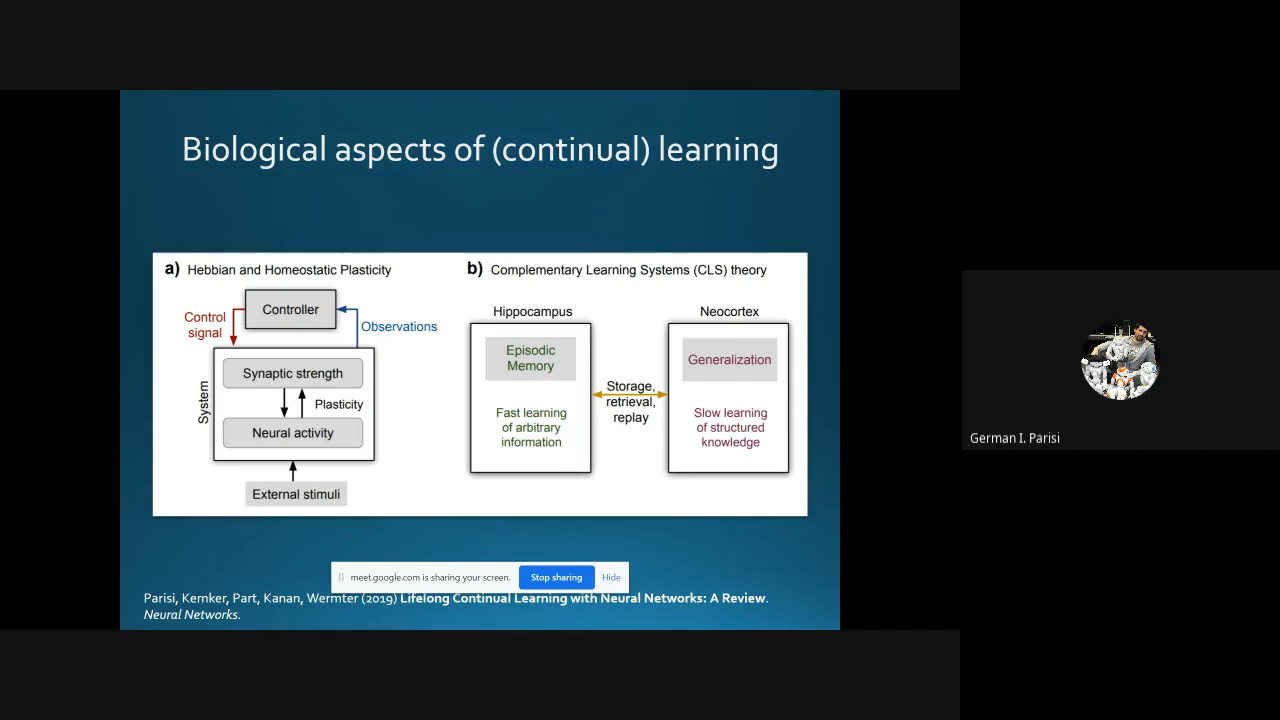 Biological aspects of (continual) learning
a) Hebbian and Homeostatic Plasticity
Controller
Control
signal
Observations
System
Synaptic strength
Plasticity
Neural activity
External stimuli
b) Complementary Learning Systems (CLS) theory
Hippocampus
Episodic
Memory
Fast learning
of arbitrary
information
Storage,
retrieval,
replay
Neocortex
Generalization
Slow learning
of structured
knowledge
meet.google.com is sharing your screen.
Stop sharing
Hide
Parisi, Kemker, Part, Kanan, Wermter (2019) Lifelong Continual Learning with Neural Networks: A Review.
Neural Networks.
German I. Parisi